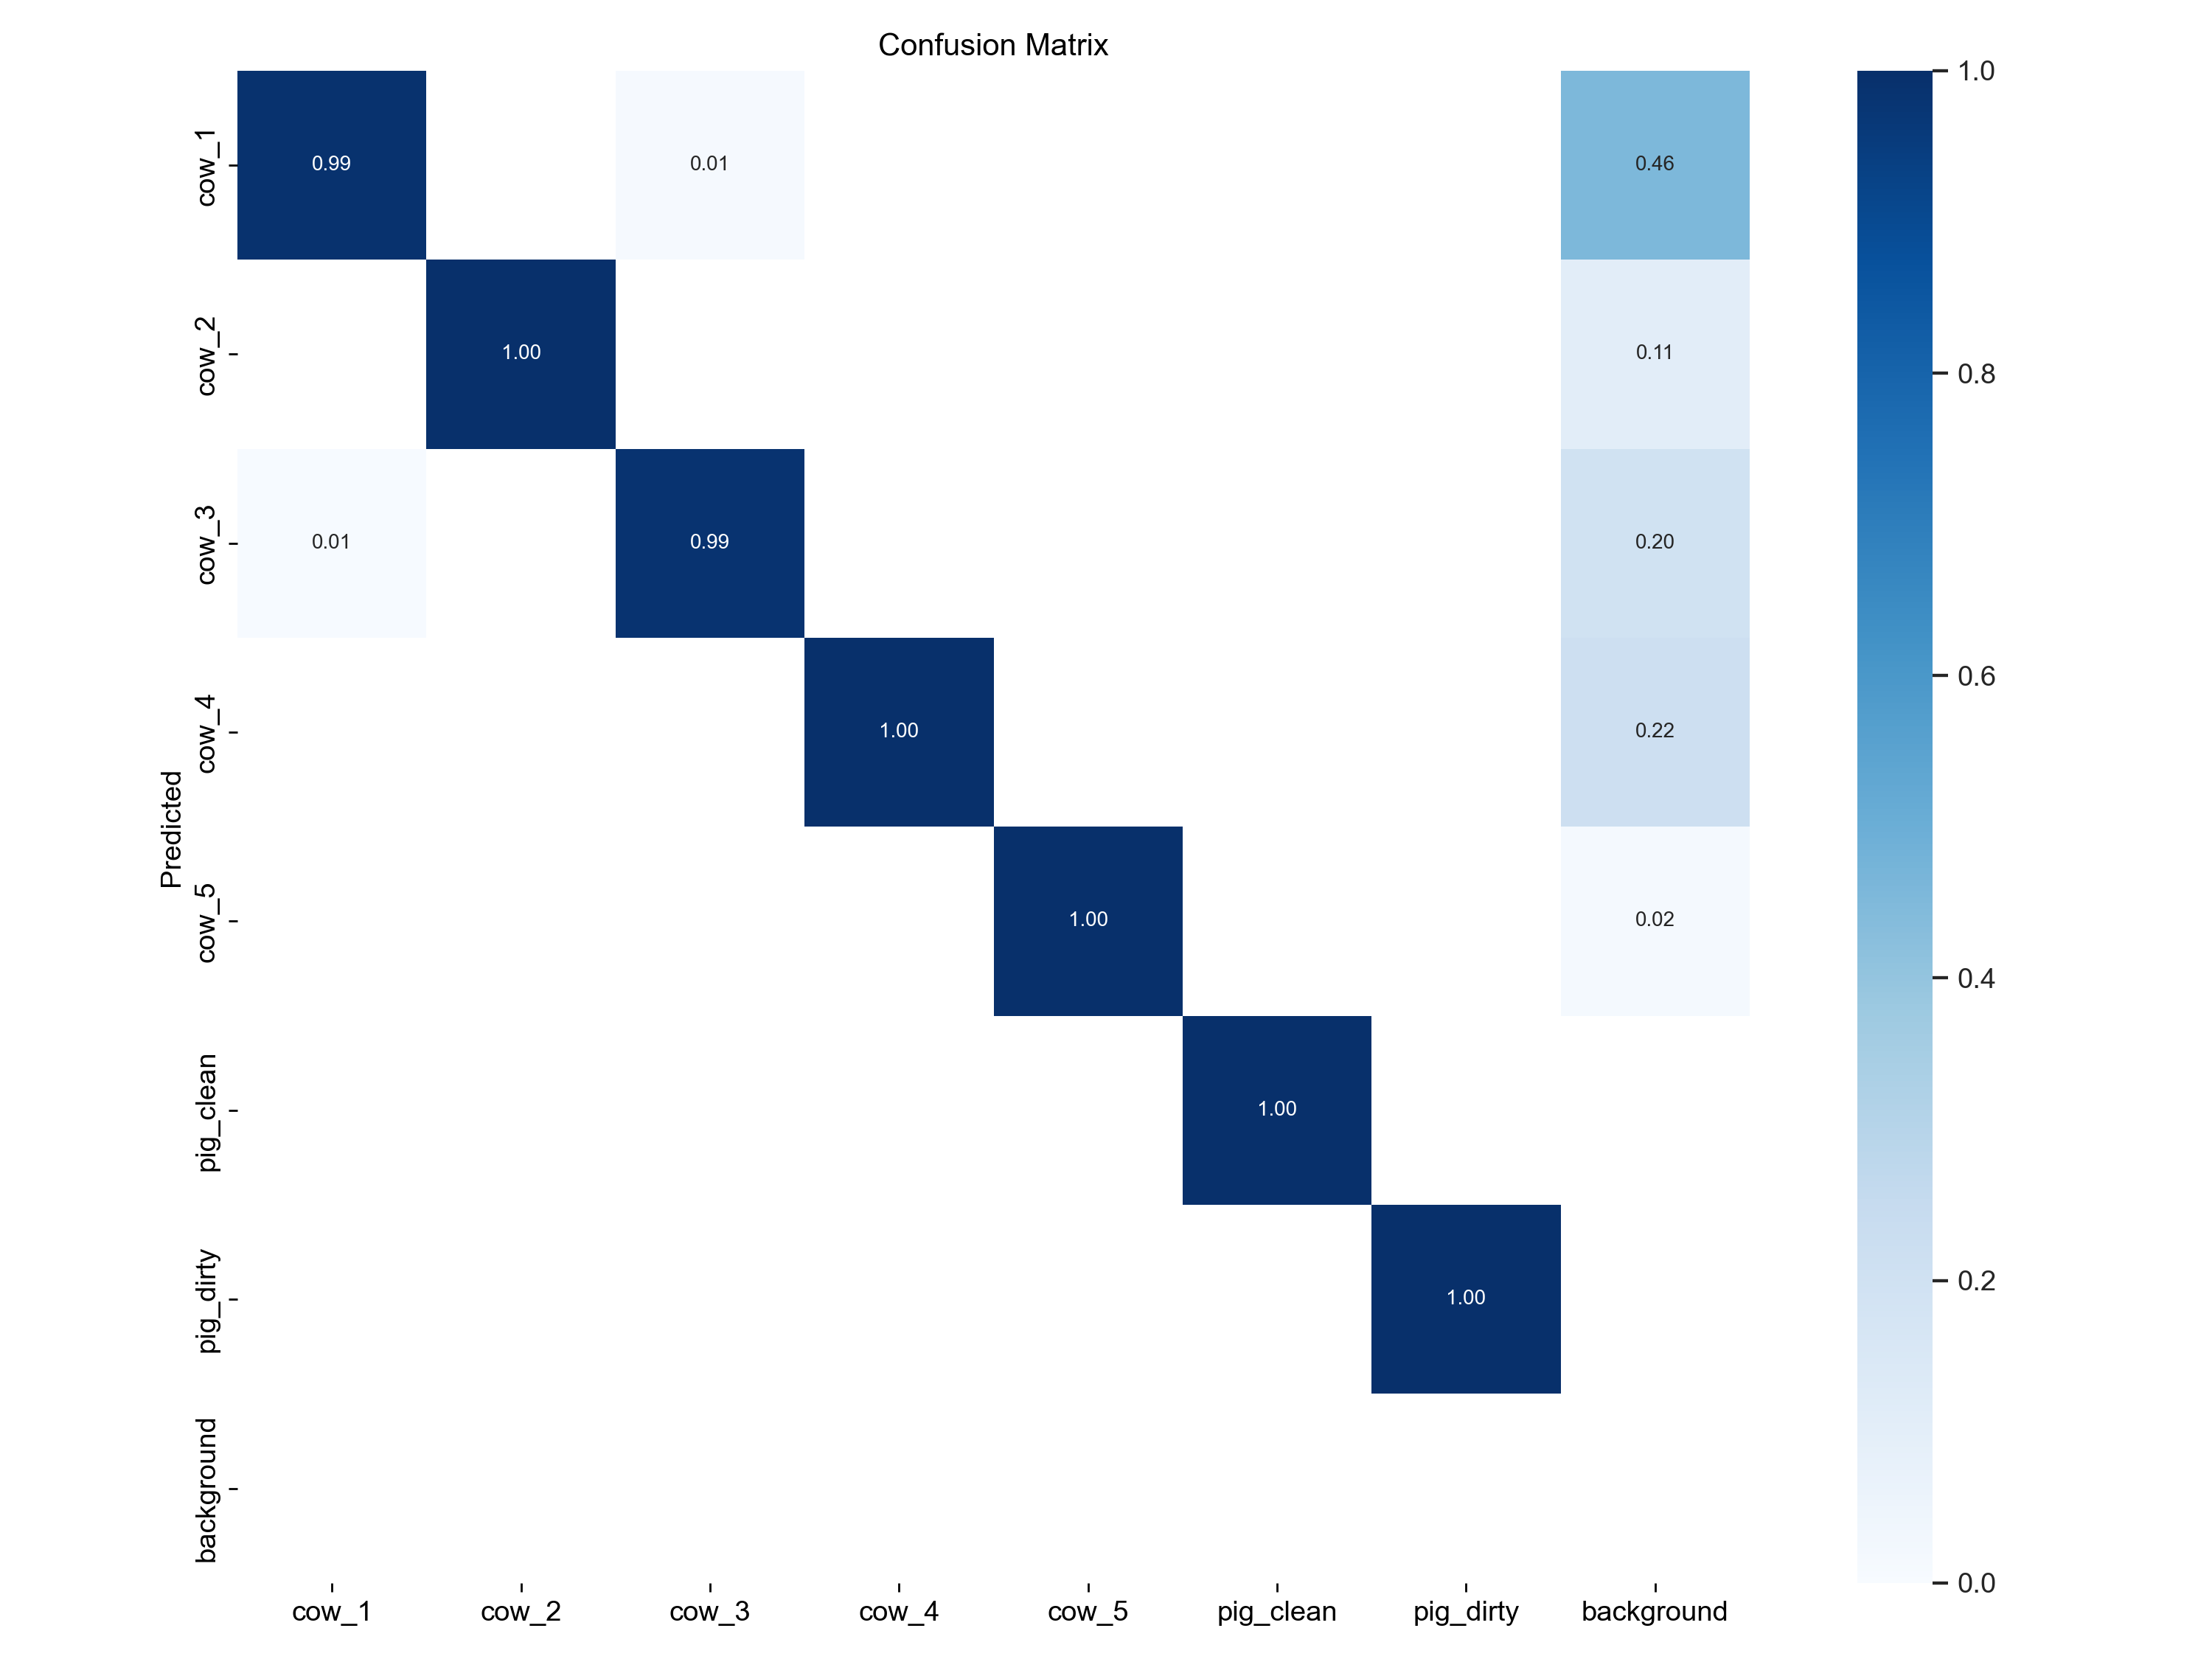 Confusion Matrix
cow_1
0.99
0.01
0.46
cow_2
1.00
0.11
cow_3
0.01
0.99
0.20
cow_4
1.00
0.22
Predicted
cow_5
1.00
0.02
pig_clean
1.00
pig_dirty
1.00
background
cow_1 cow_2 cow_3 cow_4 cow_5 pig_clean pig_dirty background
1.0
0.8
0.6
0.4
0.2
0.0